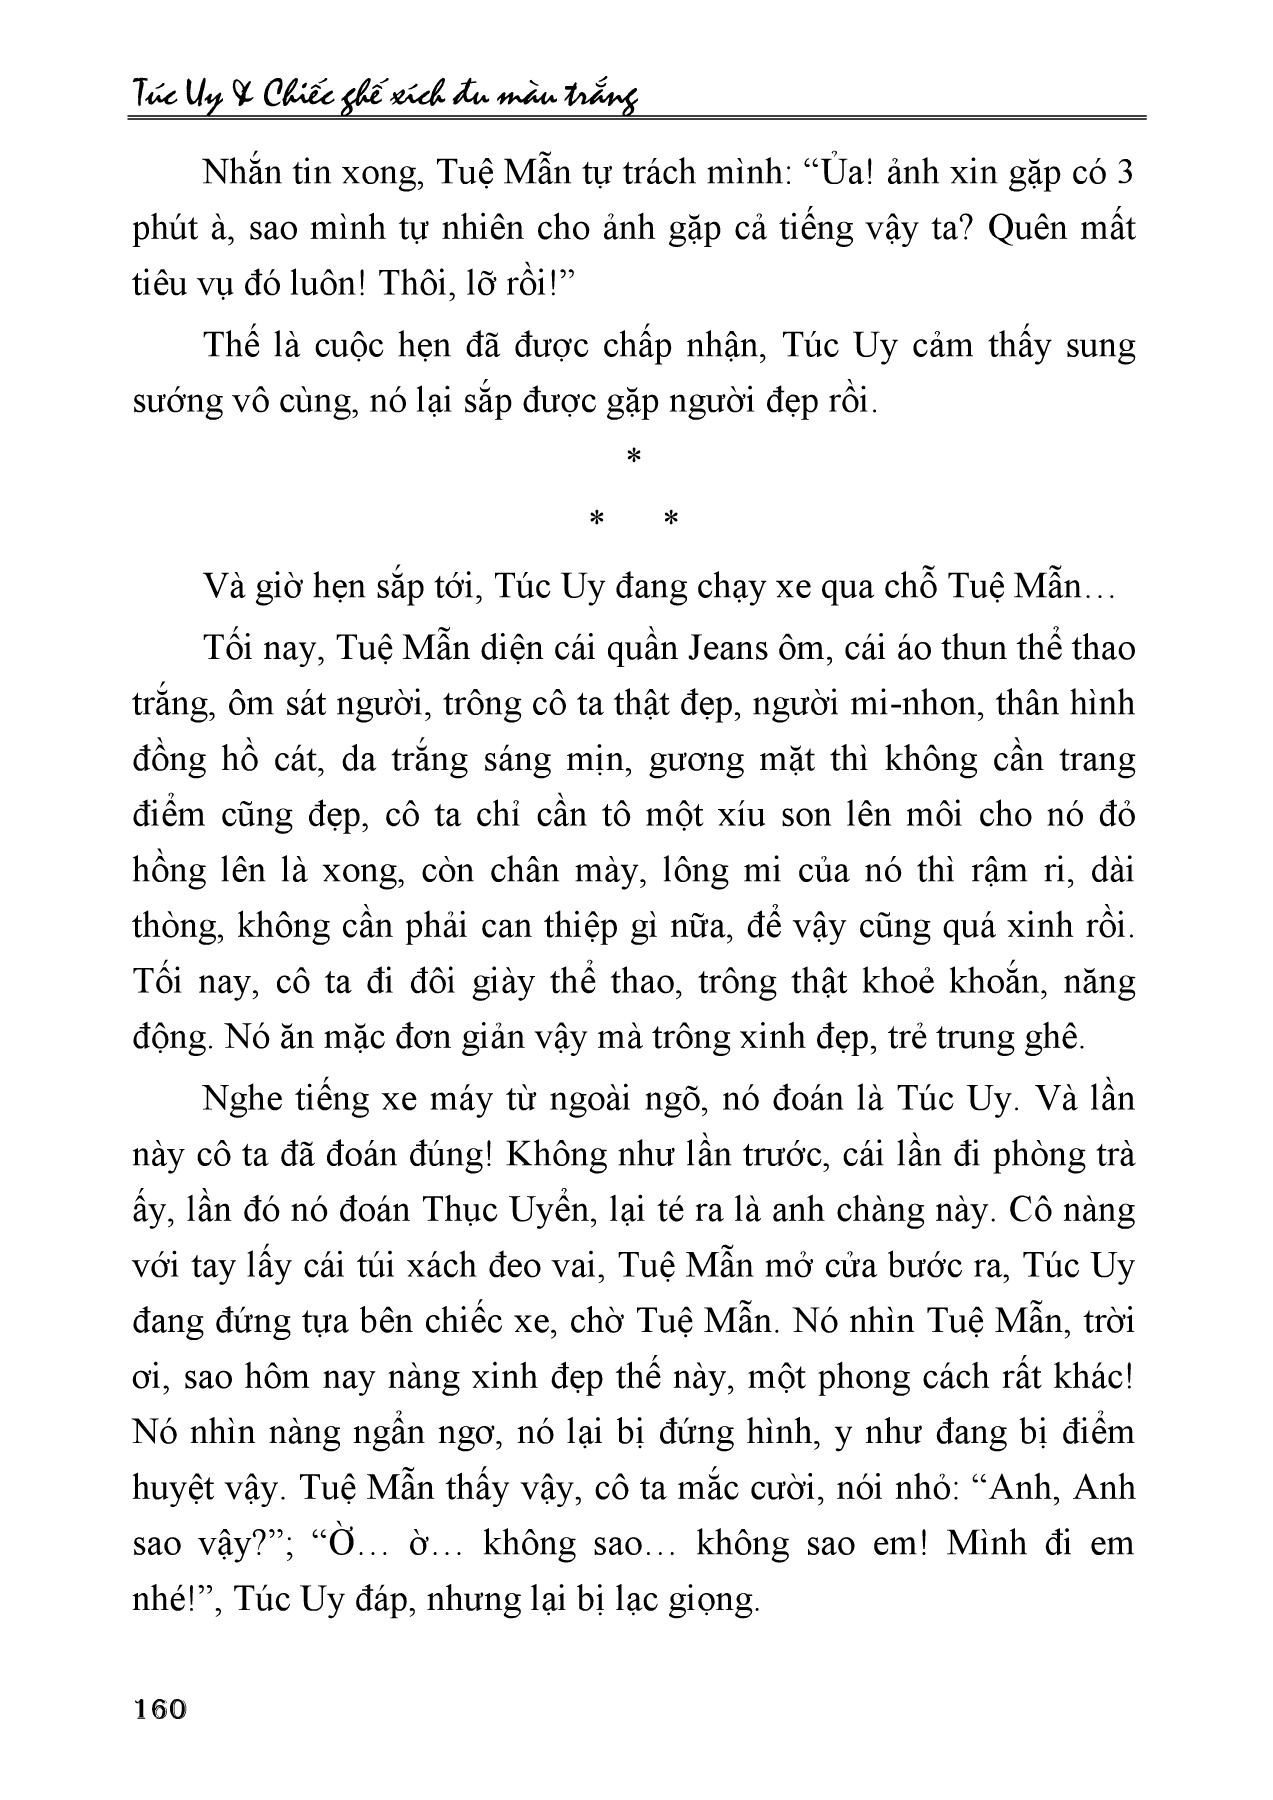 Túc Uy & Chiếc ghế xích đu màu trắng
Nhắn tin xong, Tuệ Mẫn tự trách mình: “Ủa! ảnh xin gặp có 3
phút à, sao mình tự nhiên cho ảnh gặp cả tiếng vậy ta? Quên mất
tiêu vụ đó luôn! Thôi, lỡ rồi!”
Thế là cuộc hẹn đã được chấp nhận, Túc Uy cảm thấy sung
sướng vô cùng, nó lại sắp được gặp người đẹp rồi.
*
* *
Và giờ hẹn sắp tới, Túc Uy đang chạy xe qua chỗ Tuệ Mẫn…
Tối nay, Tuệ Mẫn diện cái quần Jeans ôm, cái áo thun thể thao
trắng, ôm sát người, trông cô ta thật đẹp, người mi-nhon, thân hình
đồng hồ cát, da trắng sáng mịn, gương mặt thì không cần trang
điểm cũng đẹp, cô ta chỉ cần tô một xíu son lên môi cho nó đỏ
hồng lên là xong, còn chân mày, lông mi của nó thì rậm ri, dài
thòng, không cần phải can thiệp gì nữa, để vậy cũng quá xinh rồi.
Tối nay, cô ta đi đôi giày thể thao, trông thật khoẻ khoắn, năng
động. Nó ăn mặc đơn giản vậy mà trông xinh đẹp, trẻ trung ghê.
Nghe tiếng xe máy từ ngoài ngõ, nó đoán là Túc Uy. Và lần
này cô ta đã đoán đúng! Không như lần trước, cái lần đi phòng trà
ấy, lần đó nó đoán Thục Uyển, lại té ra là anh chàng này. Cô nàng
với tay lấy cái túi xách đeo vai, Tuệ Mẫn mở cửa bước ra, Túc Uy
đang đứng tựa bên chiếc xe, chờ Tuệ Mẫn. Nó nhìn Tuệ Mẫn, trời
ơi, sao hôm nay nàng xinh đẹp thế này, một phong cách rất khác!
Nó nhìn nàng ngẩn ngơ, nó lại bị đứng hình, y như đang bị điểm
huyệt vậy. Tuệ Mẫn thấy vậy, cô ta mắc cười, nói nhỏ: “Anh, Anh
sao vậy?”; “Ờ… ờ… không sao… không sao em! Mình đi em
nhé!”, Túc Uy đáp, nhưng lại bị lạc giọng.
160